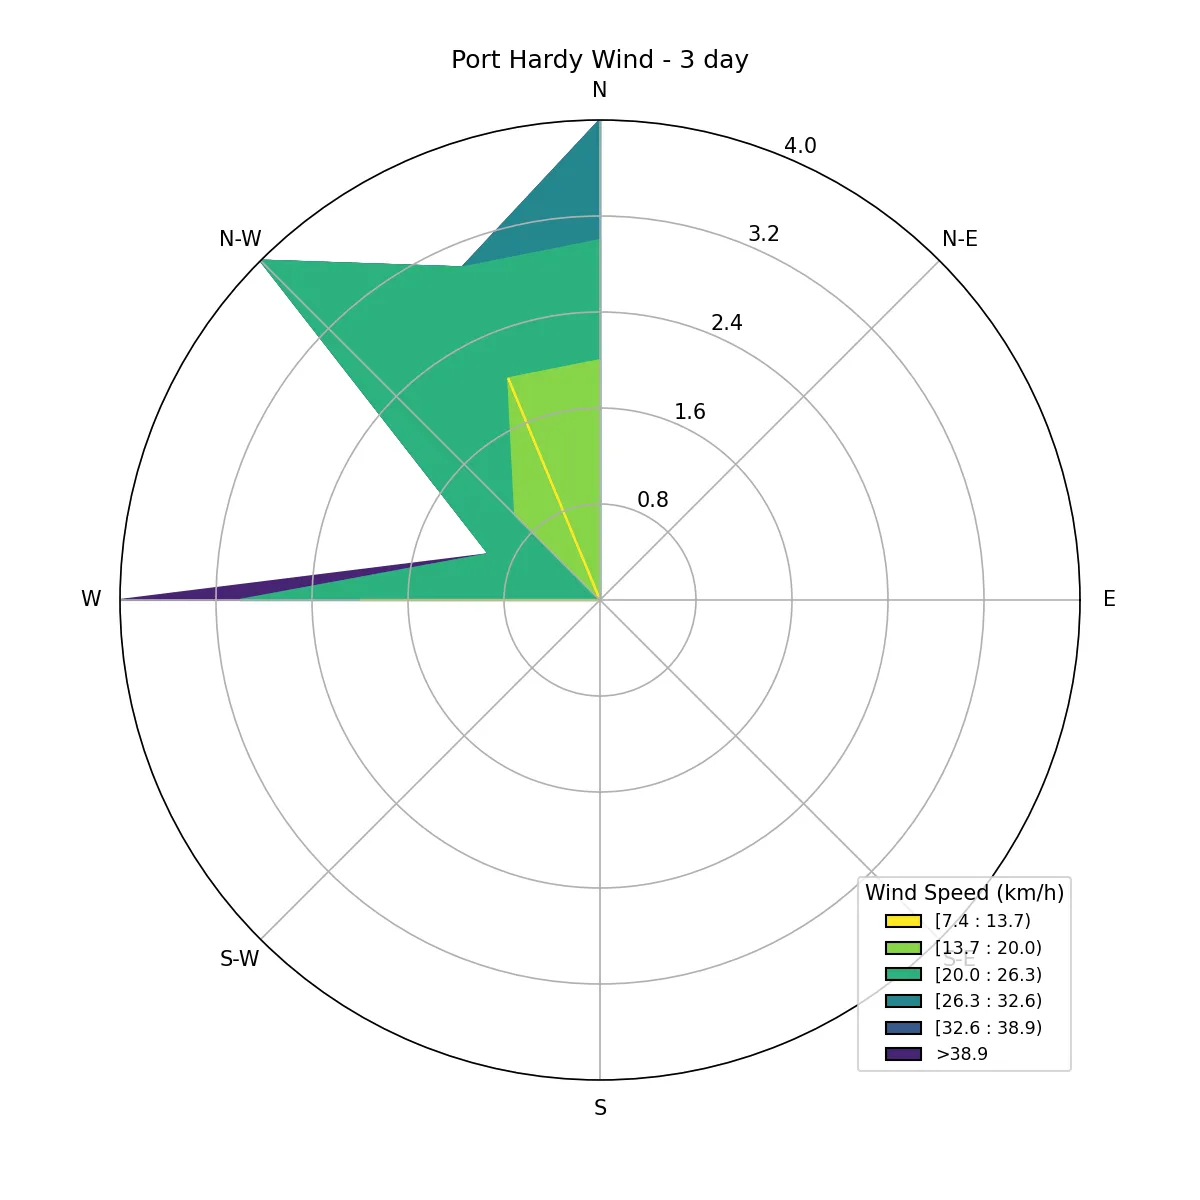 Port Hardy Wind - 3 day
N
4.0
N-W
3.2
N-E
2.4
1.6
0.8
W
E
Wind Speed (km/h)
[7.4 : 13.7)
[13.7 : 20.0)
S-W
S-E
[20.0 : 26.3)
[26.3 : 32.6)
[32.6 : 38.9)
>38.9
S